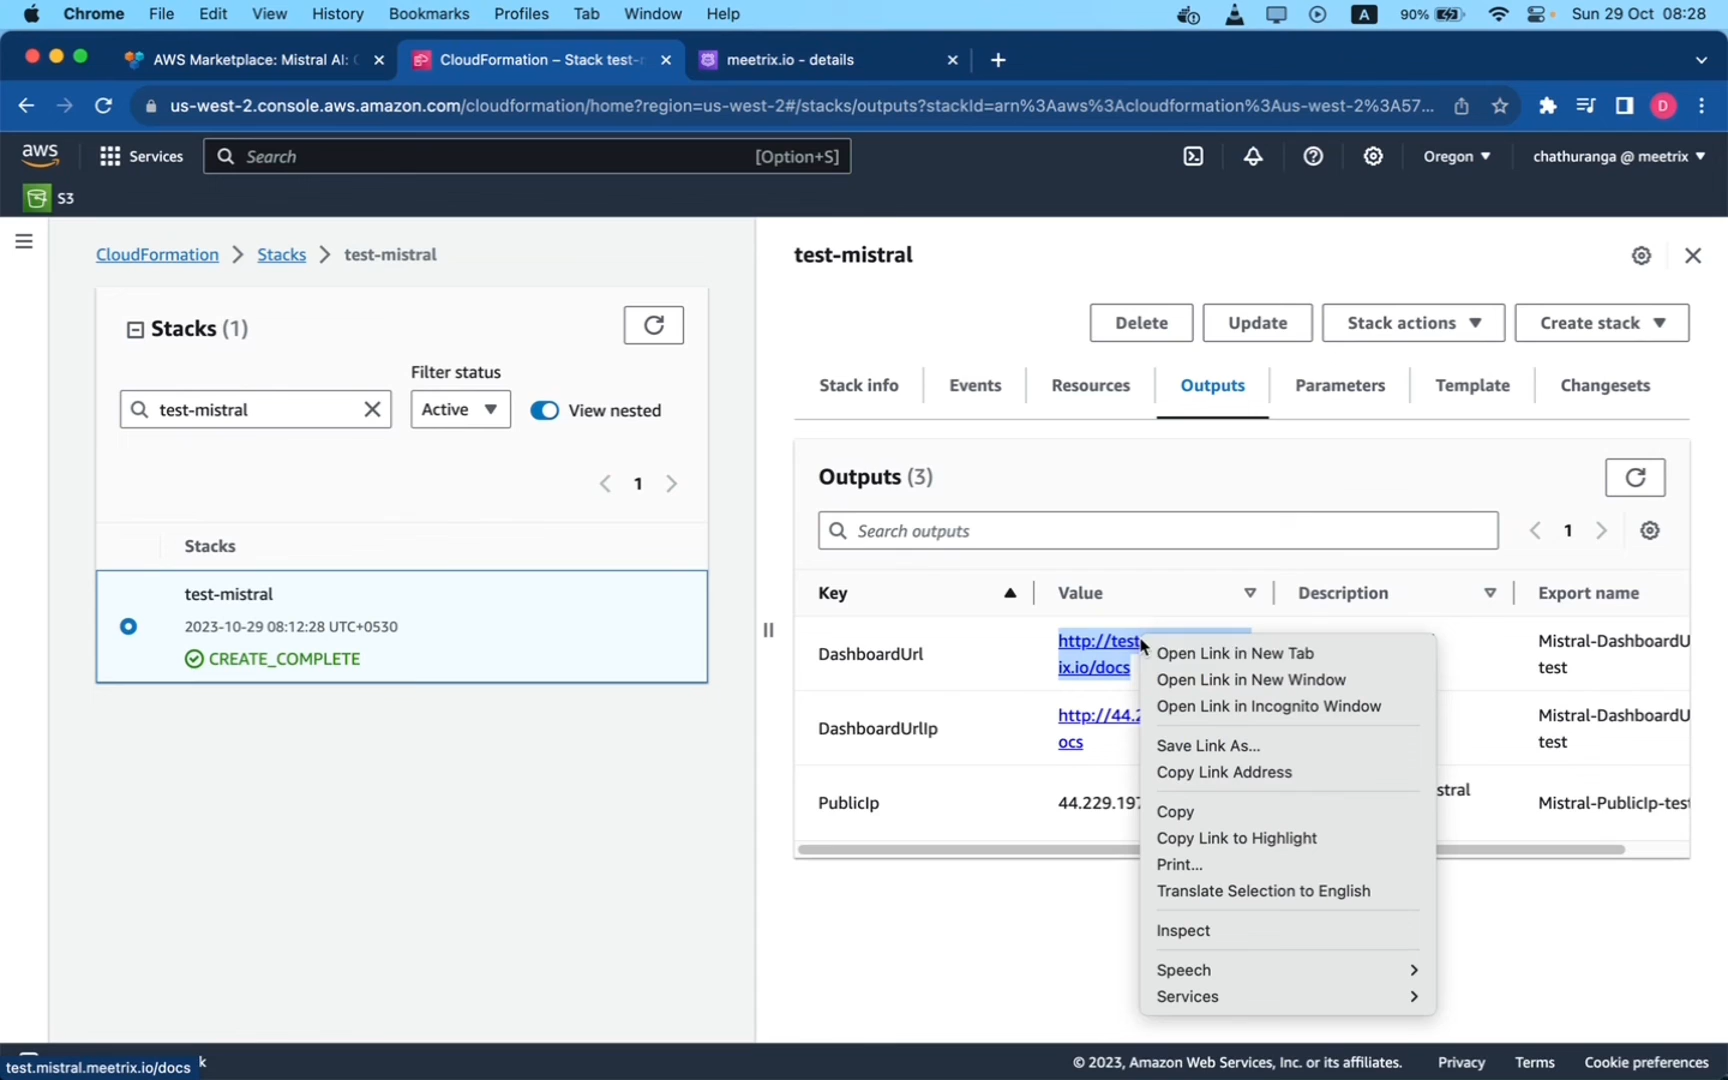 Chrome File Edit View History Bookmarks Profiles Tab Window Help A 90% Sun 29 Oct 08:28
AWS Marketplace: Mistral AI: CloudFormation – Stack test- meetrix.io - details
us-west-2.console.aws.amazon.com/cloudformation/home?region=us-west-2#/stacks/outputs?stackId=arn%3Aaws%3Acloudformation%3Aus-west-2%3A57... D
aws Services Search [Option+S] Oregon chathuranga @ meetrix
S3
CloudFormation Stacks test-mistral
test-mistral
Stacks (1)
Delete Update Stack actions Create stack
Filter status
test-mistral Active View nested
Stack info Events Resources Outputs Parameters Template Changesets
1
Outputs (3)
Search outputs 1
Stacks
Key Value Description Export name
test-mistral
2023-10-29 08:12:28 UTC+0530
CREATE_COMPLETE
DashboardUrl http://test Mistral-DashboardU
ix.io/docs test
DashboardUrlIp http://44.2 Mistral-DashboardU
ocs test
PublicIp 44.229.197 stral Mistral-PublicIp-test
Open Link in New Tab
Open Link in New Window
Open Link in Incognito Window
Save Link As...
Copy Link Address
Copy
Copy Link to Highlight
Print...
Translate Selection to English
Inspect
Speech
Services
test.mistral.meetrix.io/docs k
© 2023, Amazon Web Services, Inc. or its affiliates. Privacy Terms Cookie preferences